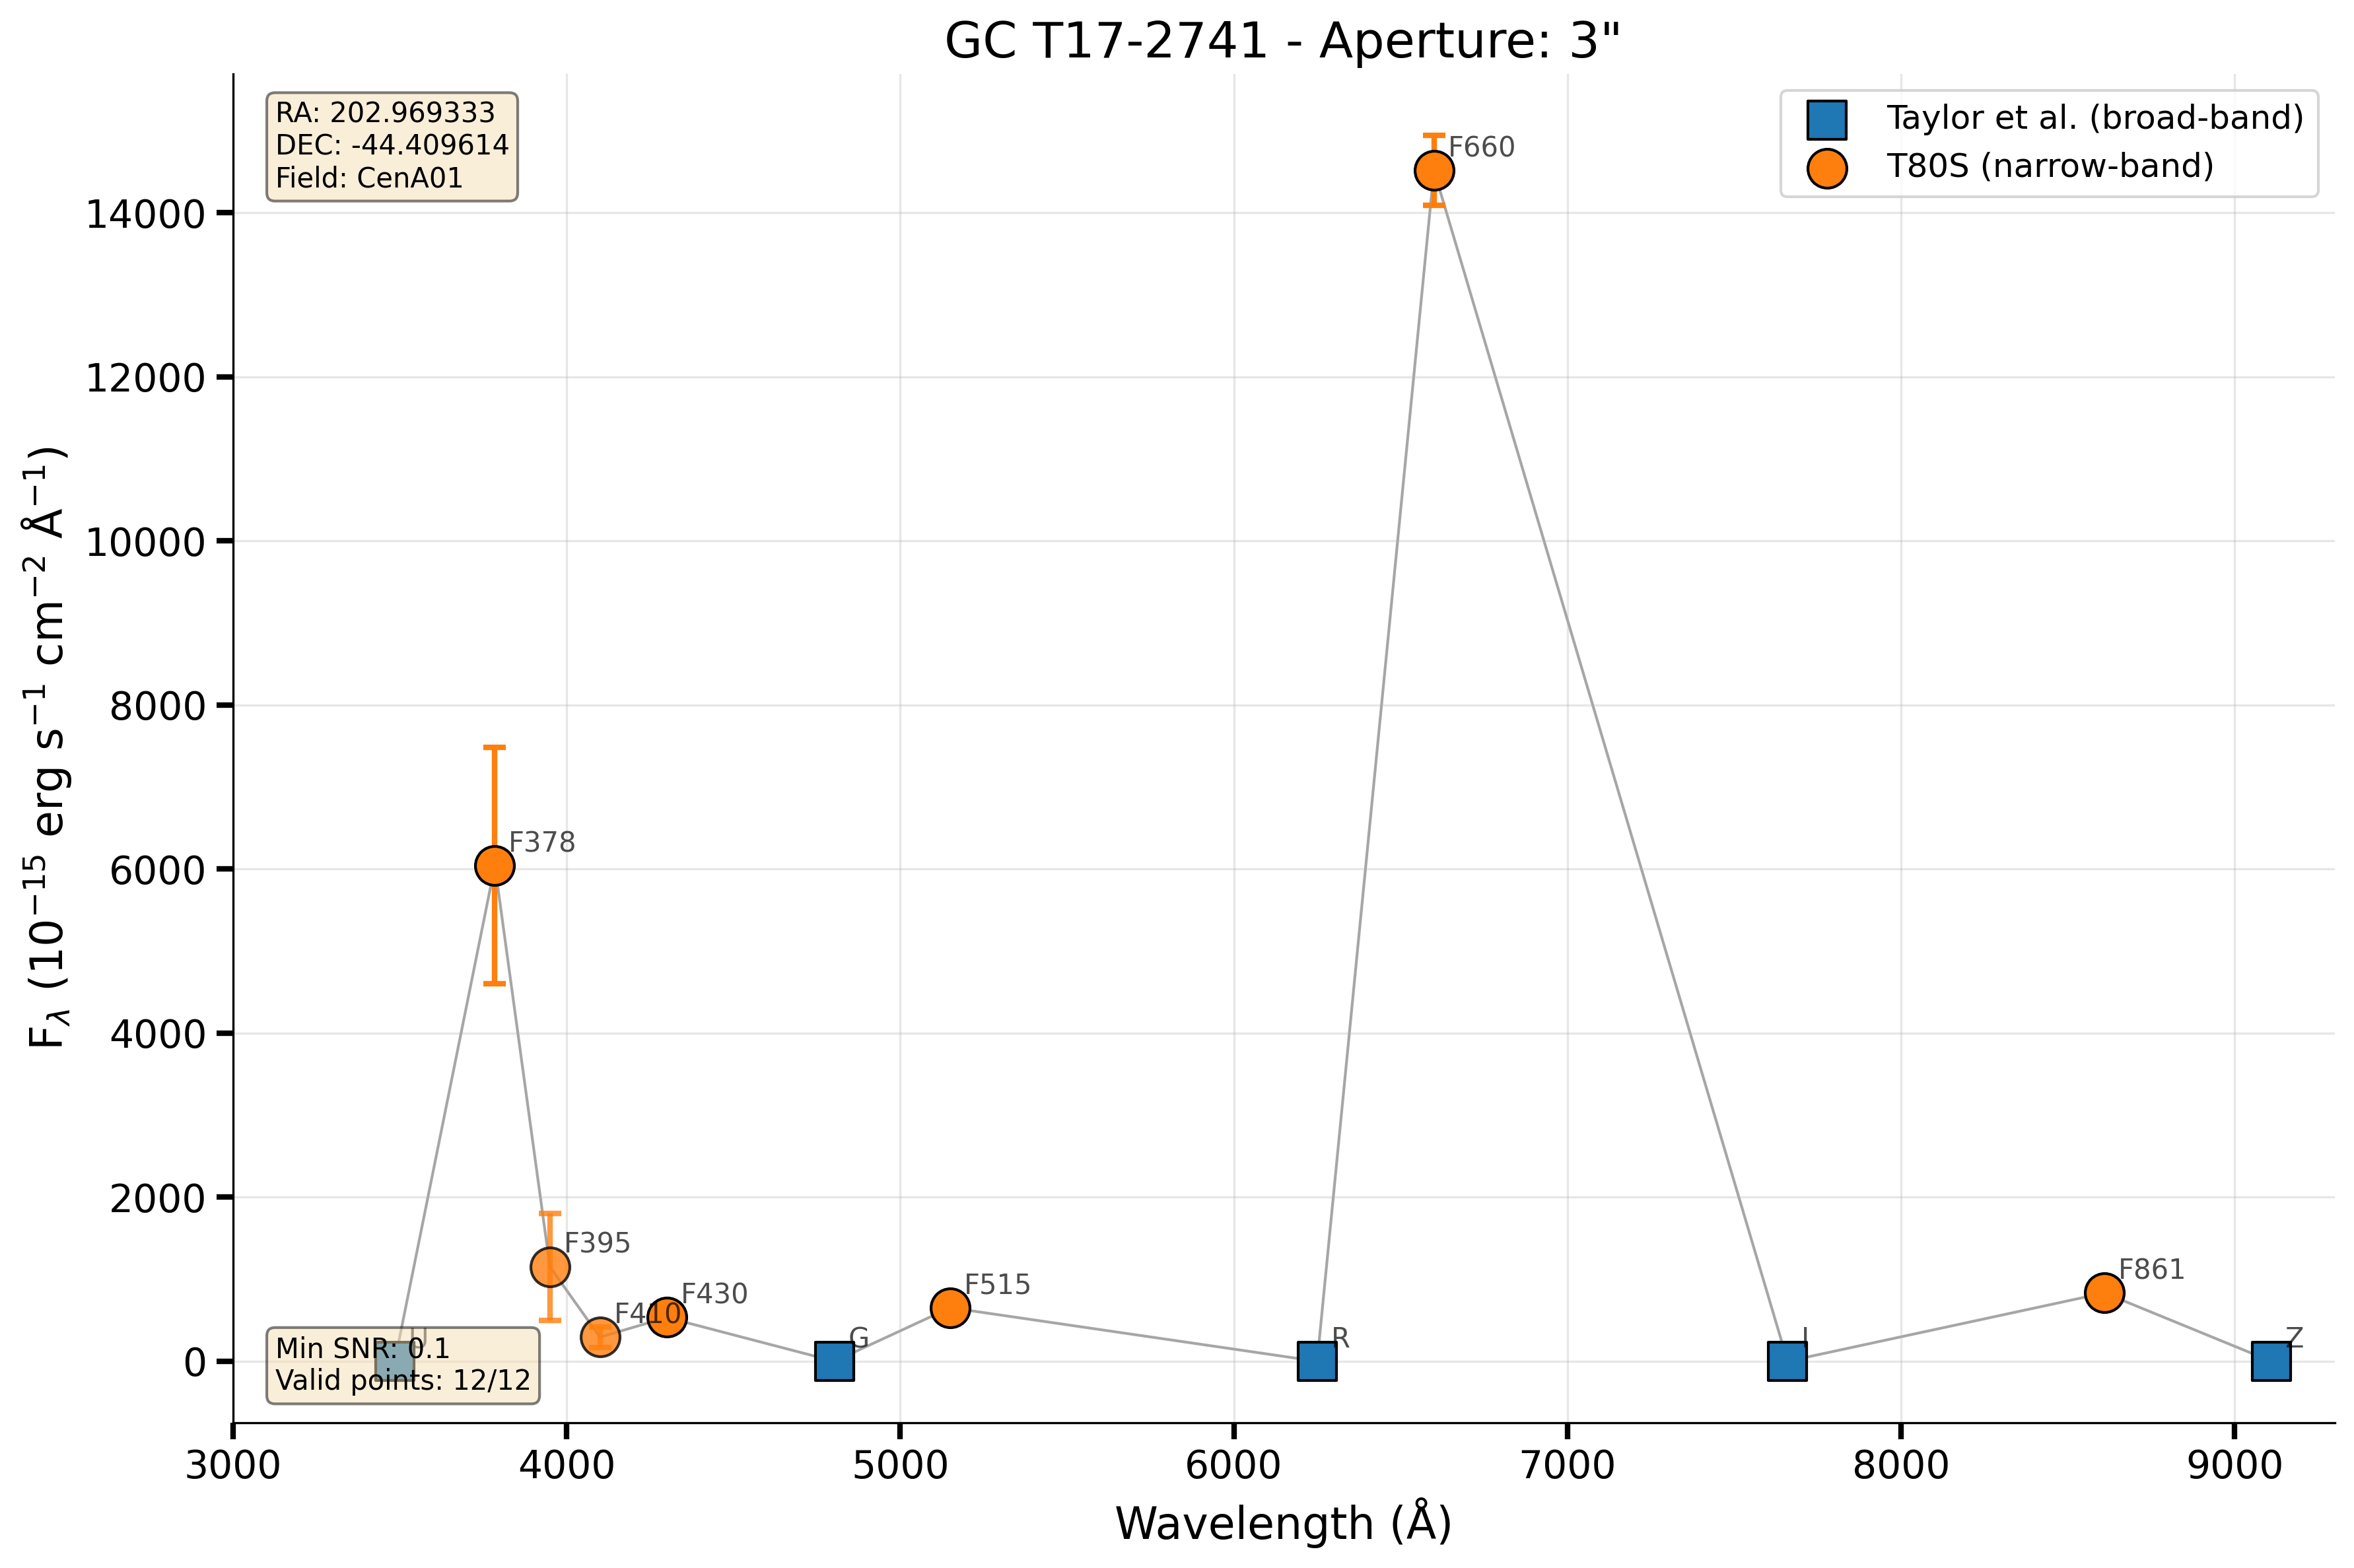 GC T17-2741 - Aperture: 3"
RA: 202.969333
DEC: -44.409614
Field: CenA01
Taylor et al. (broad-band)
T80S (narrow-band)
F660
14000
12000
10000
8000
6000
4000
2000
0
F_λ (10⁻¹⁵ erg s⁻¹ cm⁻² Å⁻¹)
F378
F395
F410
F430
F515
F861
U
G
R
I
Z
Min SNR: 0.1
Valid points: 12/12
3000 4000 5000 6000 7000 8000 9000
Wavelength (Å)